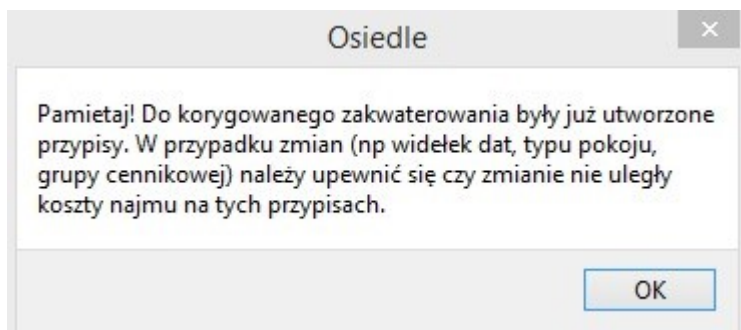 Osiedle
Pamietaj! Do korygowanego zakwaterowania były już utworzone
przypisy. W przypadku zmian (np widełek dat, typu pokoju,
grupy cennikowej) należy upewnić się czy zmianie nie uległy
koszty najmu na tych przypisach.
OK